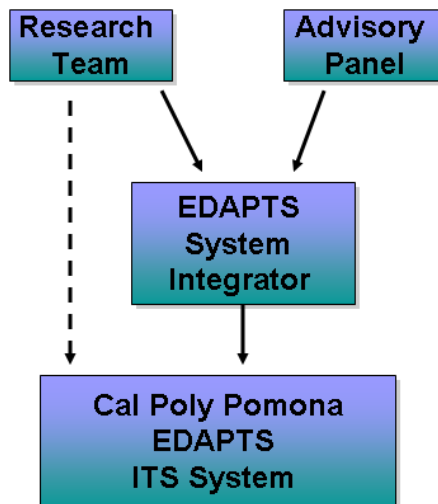 Research
Team
Advisory
Panel
EDAPTS
System
Integrator
Cal Poly Pomona
EDAPTS
ITS System